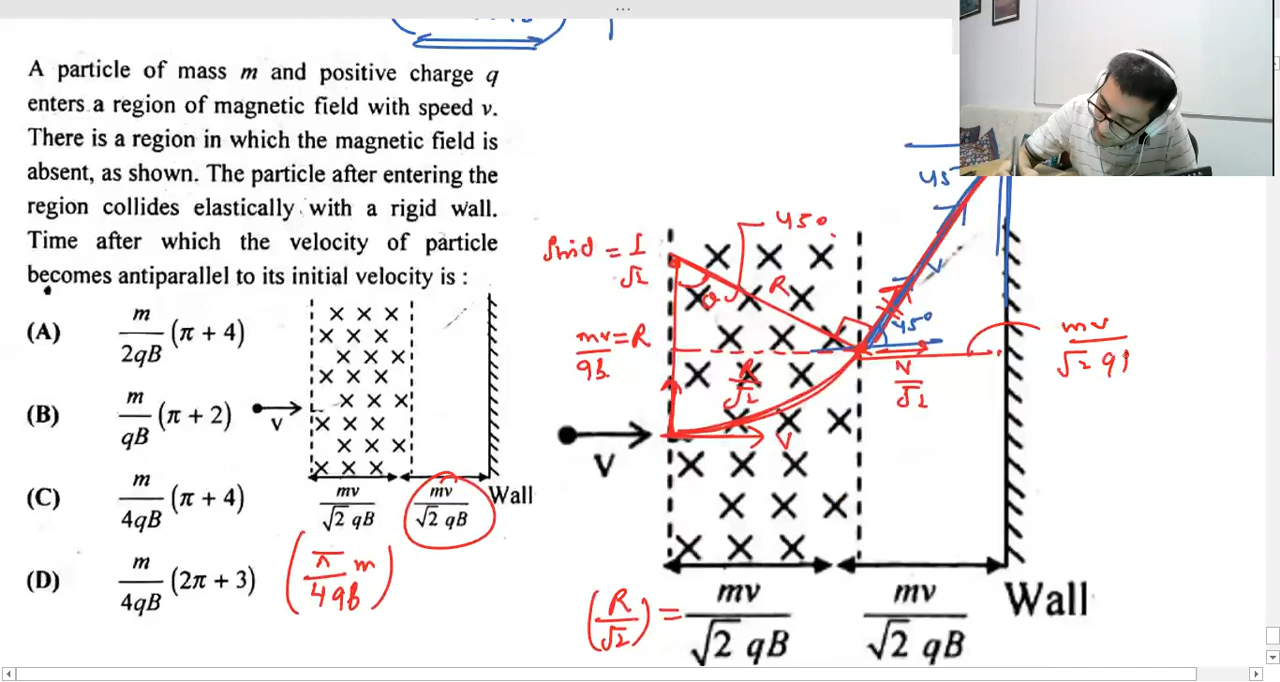 A particle of mass m and positive charge q
enters a region of magnetic field with speed v.
There is a region in which the magnetic field is
absent, as shown. The particle after entering the
region collides elastically with a rigid wall.
Time after which the velocity of particle
becomes antiparallel to its initial velocity is :
(A) m/2qB (π + 4)
(B) m/qB (π + 2)
(C) m/4qB (π + 4)
(D) m/4qB (2π + 3)
v
mv/√2 qB
mv/√2 qB
Wall
(π/4 m/qB)
sinθ = 1/√2
45°
mv/qB = R
θ
R
R/√2
v
45
v
45°
v/√2
mv/√2 q
v
(R/√2) =
mv/√2 qB
mv/√2 qB
Wall